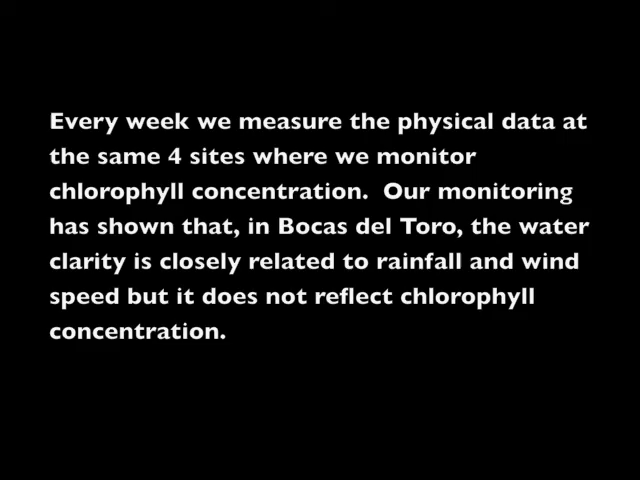 Every week we measure the physical data at
the same 4 sites where we monitor
chlorophyll concentration.  Our monitoring
has shown that, in Bocas del Toro, the water
clarity is closely related to rainfall and wind
speed but it does not reflect chlorophyll
concentration.